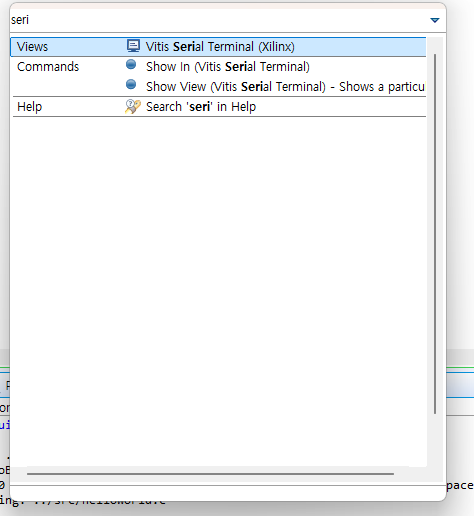 seri
Views Vitis Serial Terminal (Xilinx)
Commands Show In (Vitis Serial Terminal)
Show View (Vitis Serial Terminal) - Shows a particu
Help Search 'seri' in Help
pace
ing: ../src/helloworld.c